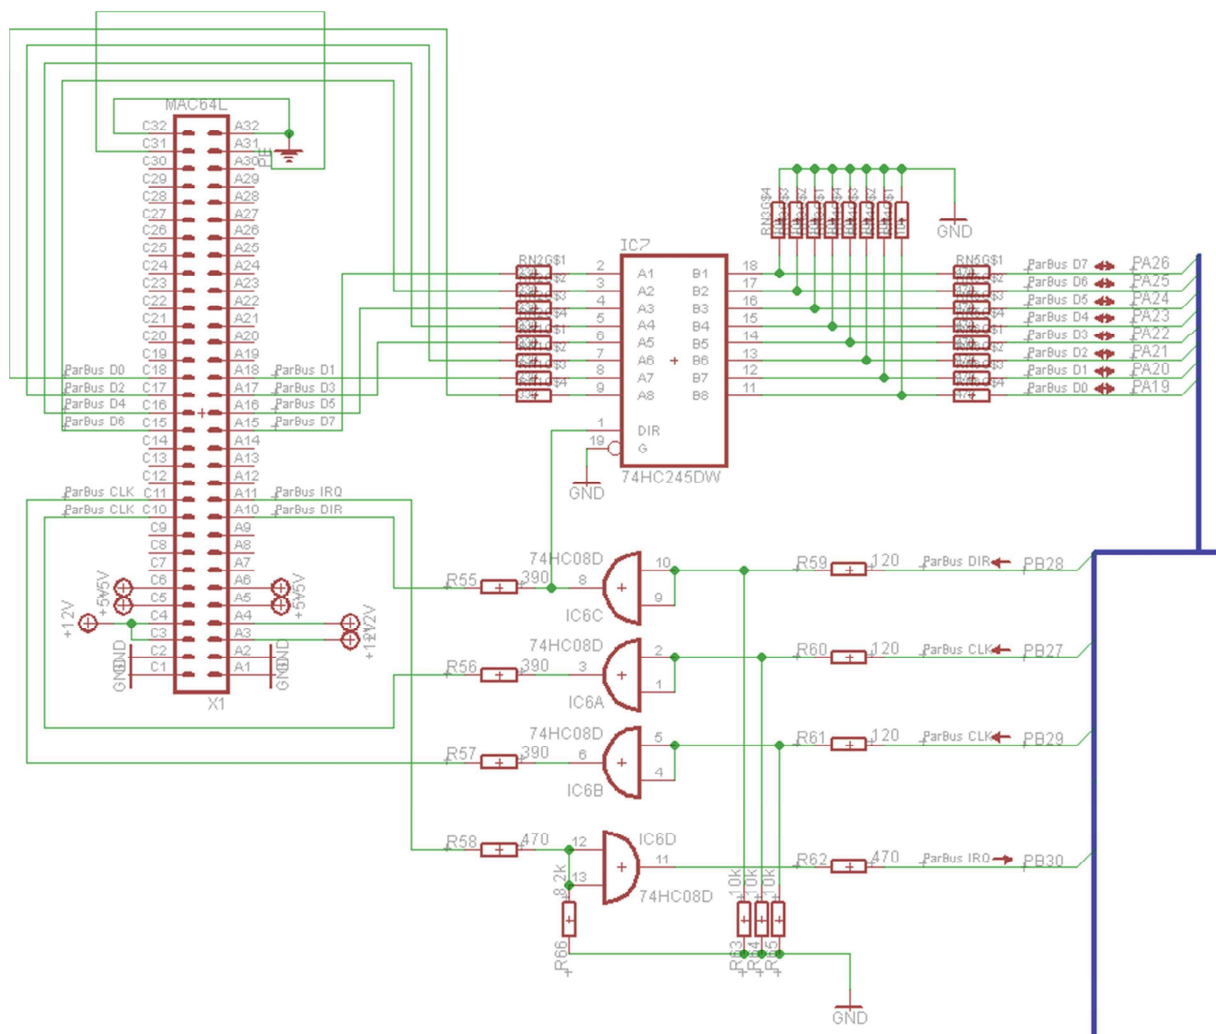 MAC64L
C32 A32
C31 A31
C30 PE A30
C29 A29
C28 A28
C27 A27
C26 A26
C25 A25
C24 A24
C23 A23
C22 A22
C21 A21
C20 A20
C19 A19
ParBus D0 C18 A18 ParBus D1
ParBus D2 C17 A17 ParBus D3
ParBus D4 C16 A16 ParBus D5
ParBus D6 C15 A15 ParBus D7
C14 A14
C13 A13
C12 A12
ParBus CLK C11 A11 ParBus IRQ
ParBus CLK C10 A10 ParBus DIR
C9 A9
C8 A8
C7 A7
C6 A6
+5V
C5 A5
+12V C4 A4
C3 A3
C2 A2
GND C1 A1 GND
X1
RN3G$4
GND
IC7
RN2G$1 RN5G$1
2 A1 B1 18 ParBus D7 PA26
3 A2 B2 17 ParBus D6 PA25
4 A3 B3 16 ParBus D5 PA24
5 A4 B4 15 ParBus D4 PA23
6 A5 B5 14 ParBus D3 PA22
7 A6 B6 13 ParBus D2 PA21
8 A7 B7 12 ParBus D1 PA20
9 A8 B8 11 ParBus D0 PA19
1 DIR
19 G
GND
74HC245DW
74HC08D
R55 390 8 10 9 R59 120 ParBus DIR PB28
IC6C
74HC08D
R56 390 3 2 1 R60 120 ParBus CLK PB27
IC6A
74HC08D
R57 390 6 5 4 R61 120 ParBus CLK PB29
IC6B
R58 470 12 IC6D
13 11 R62 470 ParBus IRQ PB30
74HC08D
8.2k 10k 10k 10k
R66 R63 R64 R65
GND